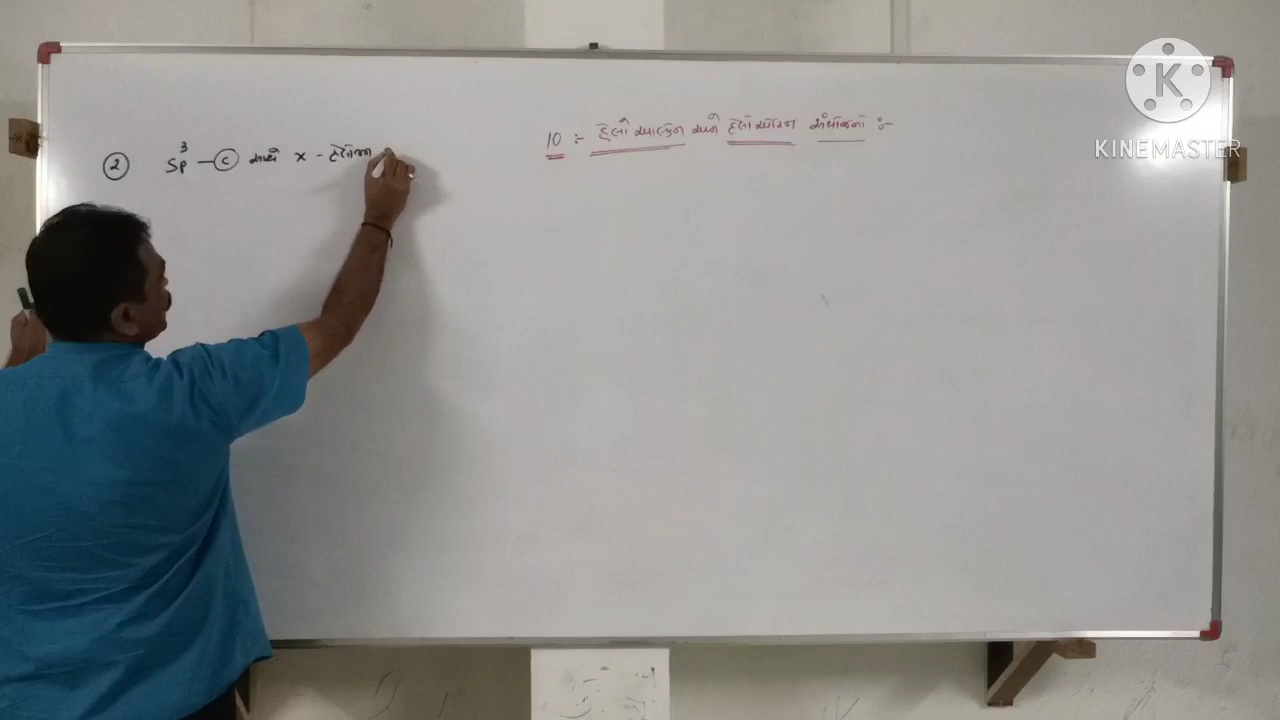 10 :- હેલો આલ્કેન અને હેલો એરિન સંયોજનો :-
② sp³ — Ⓒ સાથે x - હેલોજન
KINEMASTER